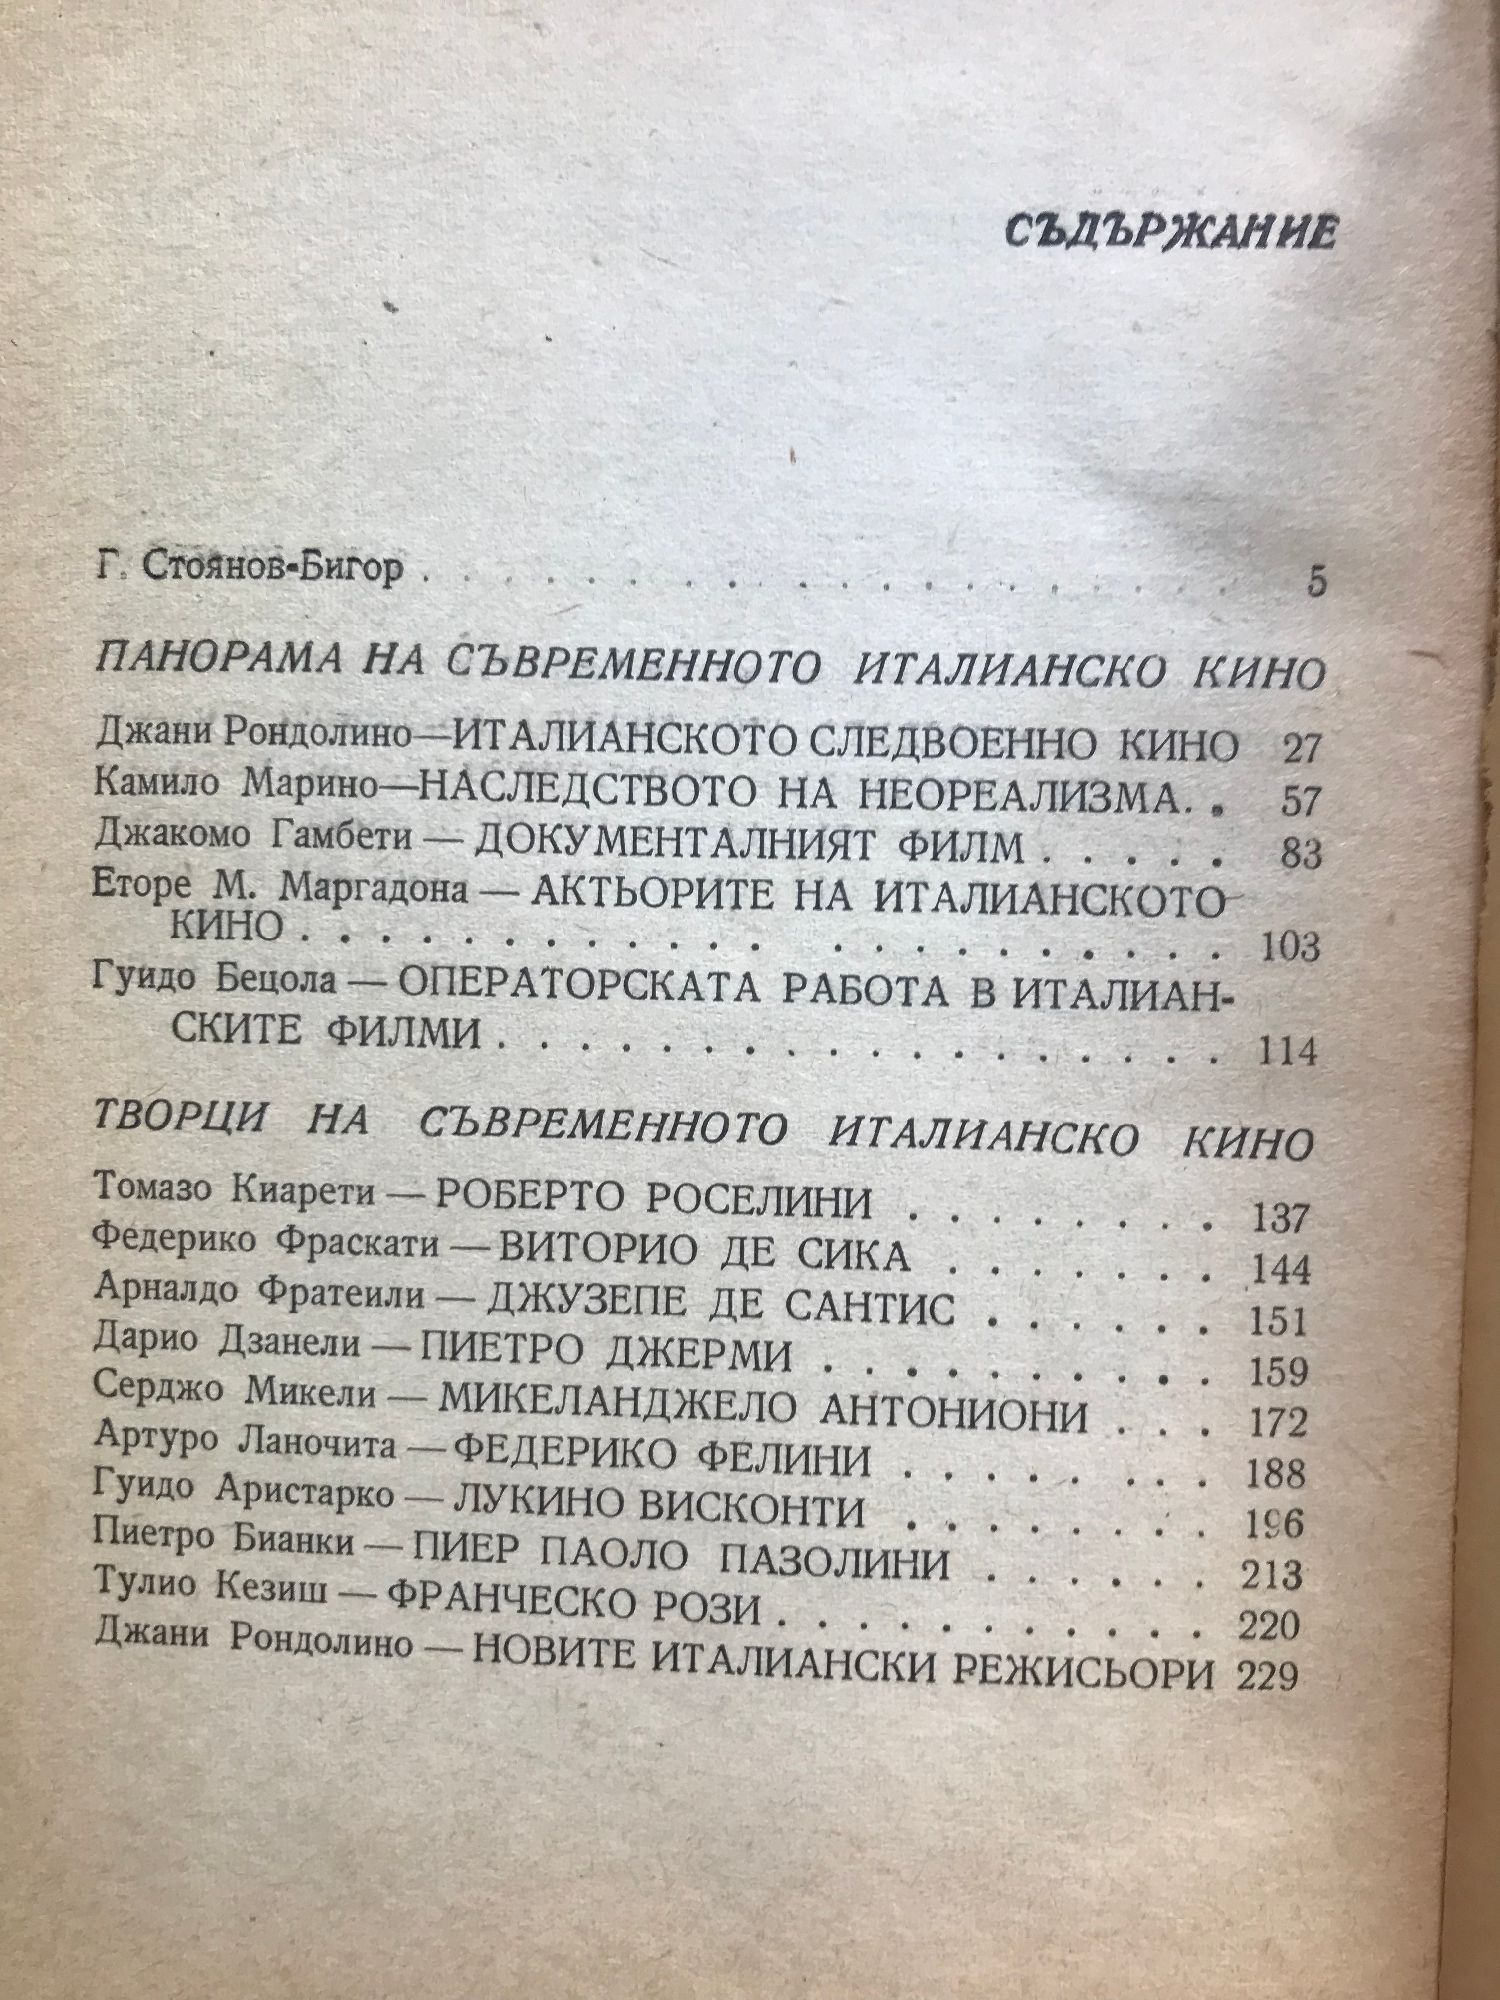 СЪДЪРЖАНИЕ
Г. Стоянов-Бигор . . . . . . . . . . . . . . . . . . 5
ПАНОРАМА НА СЪВРЕМЕННОТО ИТАЛИАНСКО КИНО
Джани Рондолино—ИТАЛИАНСКОТО СЛЕДВОЕННО КИНО 27
Камило Марино—НАСЛЕДСТВОТО НА НЕОРЕАЛИЗМА. . 57
Джакомо Гамбети — ДОКУМЕНТАЛНИЯТ ФИЛМ . . . . . 83
Еторе М. Маргадона — АКТЬОРИТЕ НА ИТАЛИАНСКОТО
КИНО . . . . . . . . . . . . . . . . . . . . . . 103
Гуидо Бецола — ОПЕРАТОРСКАТА РАБОТА В ИТАЛИАН-
СКИТЕ ФИЛМИ . . . . . . . . . . . . . . . . . . 114
ТВОРЦИ НА СЪВРЕМЕННОТО ИТАЛИАНСКО КИНО
Томазо Киарети — РОБЕРТО РОСЕЛИНИ . . . . . . . . 137
Федерико Фраскати — ВИТОРИО ДЕ СИКА . . . . . . . 144
Арналдо Фратеили — ДЖУЗЕПЕ ДЕ САНТИС . . . . . . 151
Дарио Дзанели — ПИЕТРО ДЖЕРМИ . . . . . . . . . . 159
Серджо Микели — МИКЕЛАНДЖЕЛО АНТОНИОНИ . . . 172
Артуро Ланочита — ФЕДЕРИКО ФЕЛИНИ . . . . . . . . 188
Гуидо Аристарко — ЛУКИНО ВИСКОНТИ . . . . . . . . 196
Пиетро Бианки — ПИЕР ПАОЛО ПАЗОЛИНИ . . . . . . 213
Тулио Кезиш — ФРАНЧЕСКО РОЗИ . . . . . . . . . . . 220
Джани Рондолино — НОВИТЕ ИТАЛИАНСКИ РЕЖИСЬОРИ 229